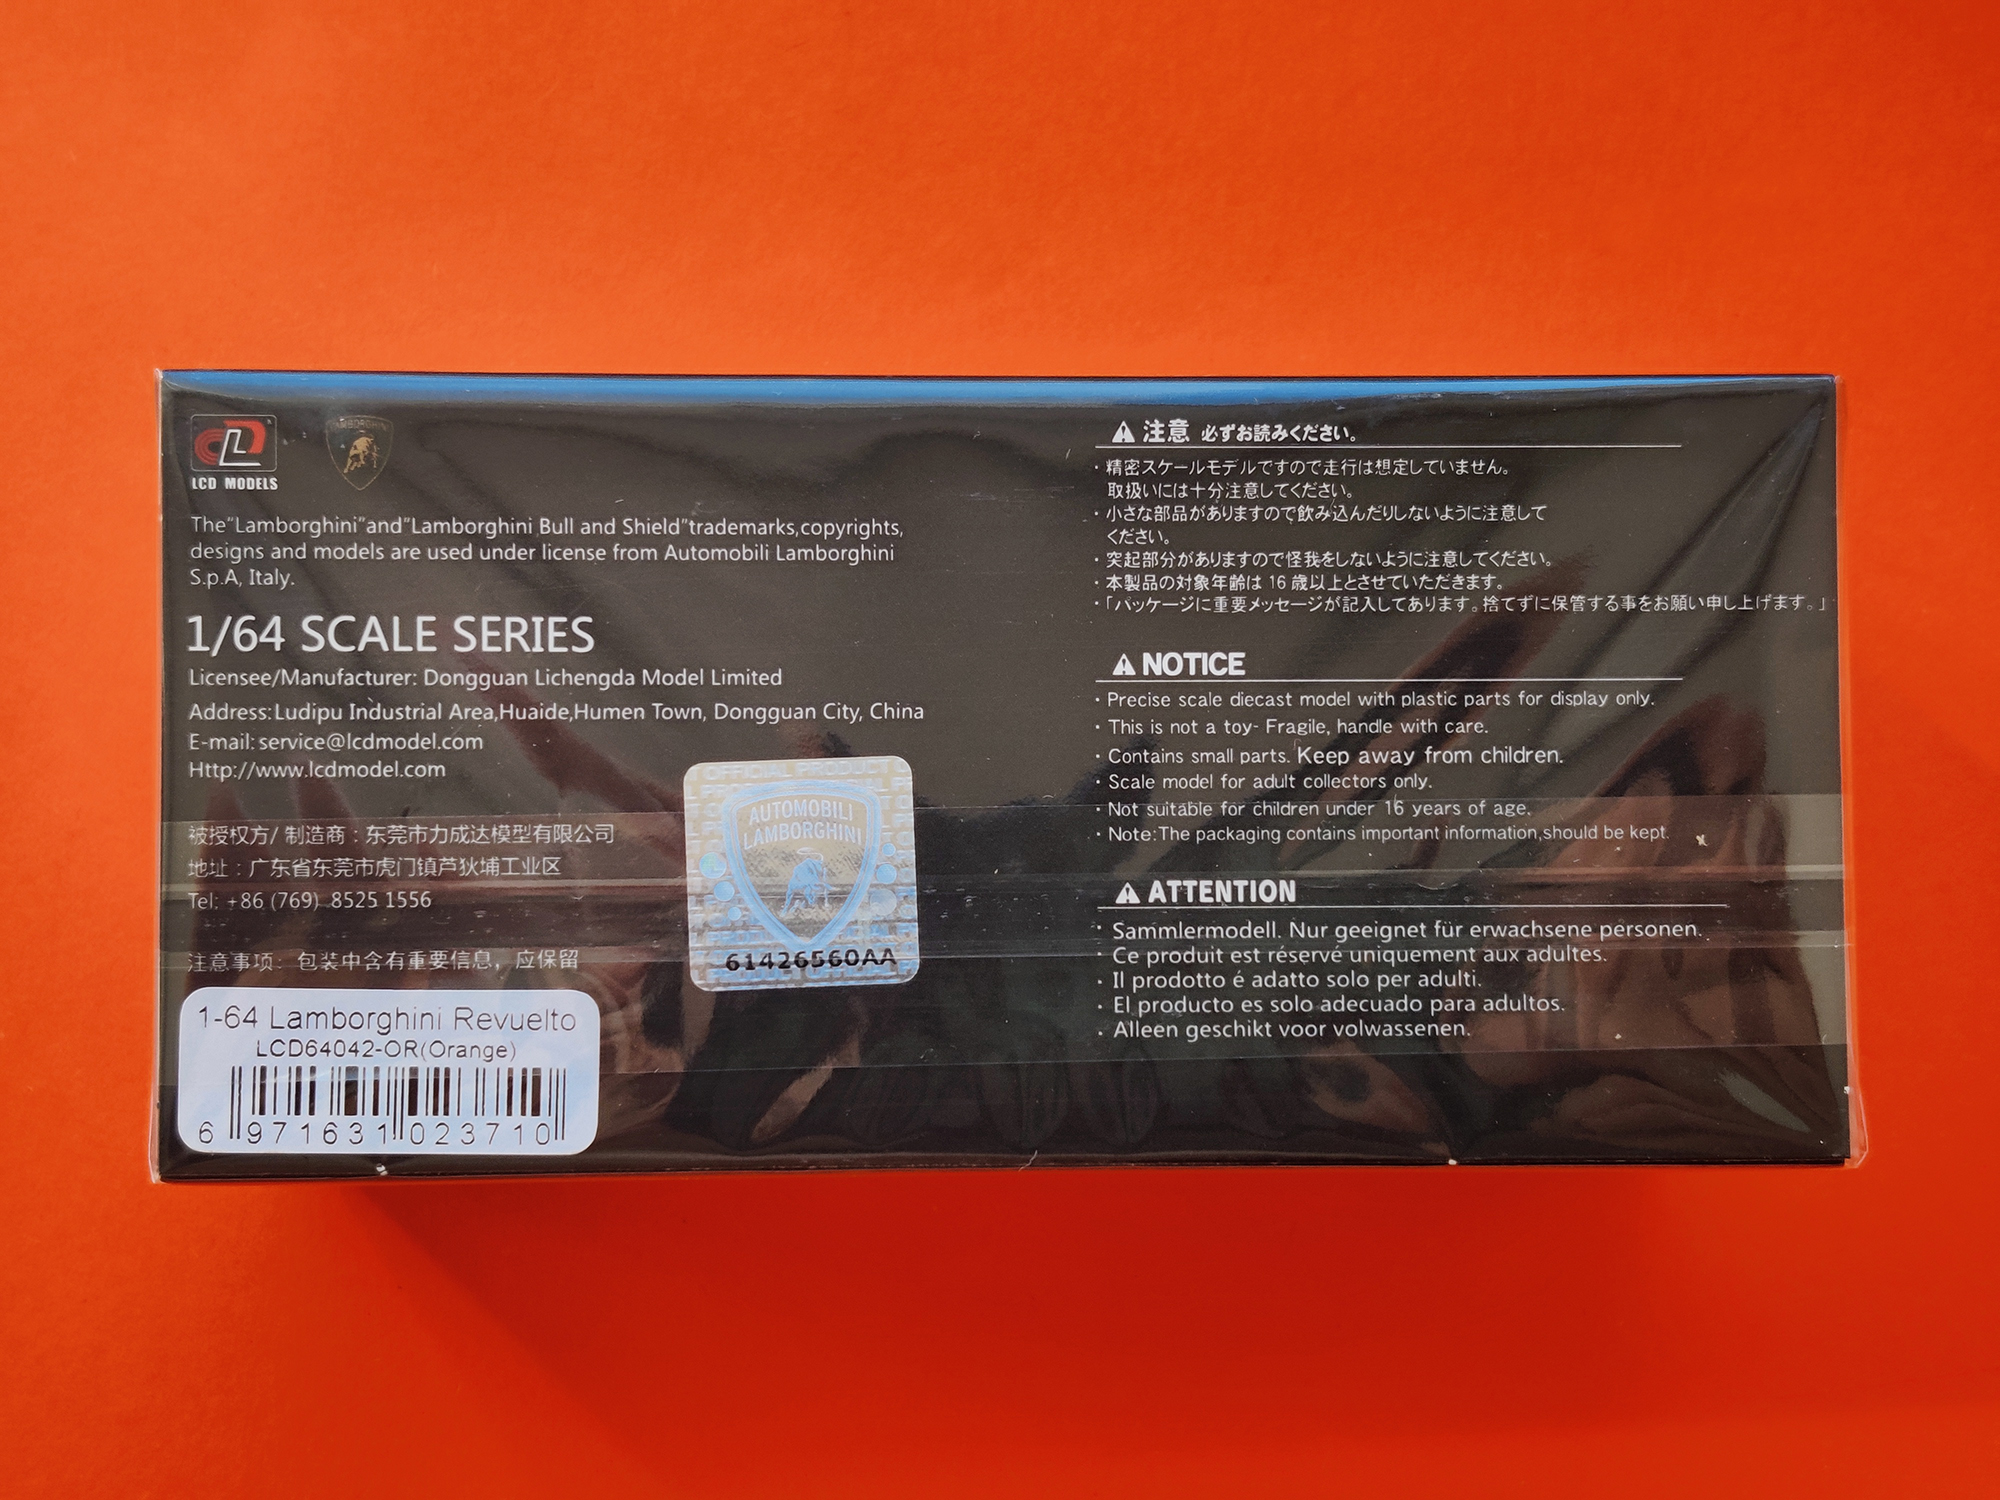 LCD MODELS
LAMBORGHINI
The"Lamborghini"and"Lamborghini Bull and Shield"trademarks,copyrights,
designs and models are used under license from Automobili Lamborghini
S.p.A, Italy.
1/64 SCALE SERIES
Licensee/Manufacturer: Dongguan Lichengda Model Limited
Address:Ludipu Industrial Area,Huaide,Humen Town, Dongguan City, China
E-mail:service@lcdmodel.com
Http://www.lcdmodel.com
被授权方/ 制造商：东莞市力成达模型有限公司
地址：广东省东莞市虎门镇芦狄埔工业区
Tel: +86 (769) 8525 1556
注意事项：包装中含有重要信息，应保留
1-64 Lamborghini Revuelto
LCD64042-OR(Orange)
6 971631 023710
OFFICIAL PRODUCT
AUTOMOBILI
LAMBORGHINI
61426560AA
注意 必ずお読みください。
・精密スケールモデルですので走行は想定していません。
取扱いには十分注意してください。
・小さな部品がありますので飲み込んだりしないように注意して
ください。
・突起部分がありますので怪我をしないように注意してください。
・本製品の対象年齢は 16 歳以上とさせていただきます。
・「パッケージに重要メッセージが記入してあります。捨てずに保管する事をお願い申し上げます。」
NOTICE
· Precise scale diecast model with plastic parts for display only.
· This is not a toy- Fragile, handle with care.
· Contains small parts. Keep away from children.
· Scale model for adult collectors only.
· Not suitable for children under 16 years of age.
· Note:The packaging contains important information,should be kept.
ATTENTION
· Sammlermodell. Nur geeignet für erwachsene personen.
· Ce produit est réservé uniquement aux adultes.
· Il prodotto é adatto solo per adulti.
· El producto es solo adecuado para adultos.
· Alleen geschikt voor volwassenen.